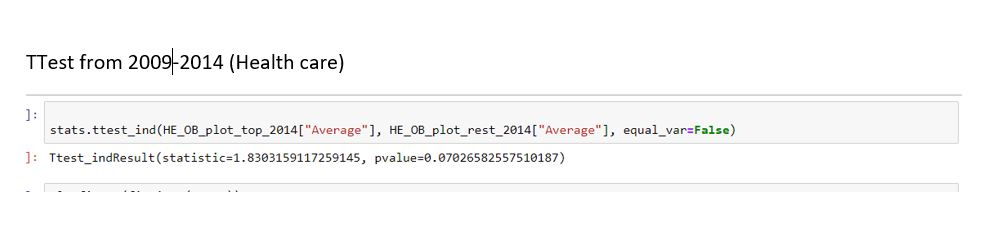 TTest from 2009-2014 (Health care)
]:
stats.ttest_ind(HE_OB_plot_top_2014["Average"], HE_OB_plot_rest_2014["Average"], equal_var=False)
]: Ttest_indResult(statistic=1.8303159117259145, pvalue=0.07026582557510187)